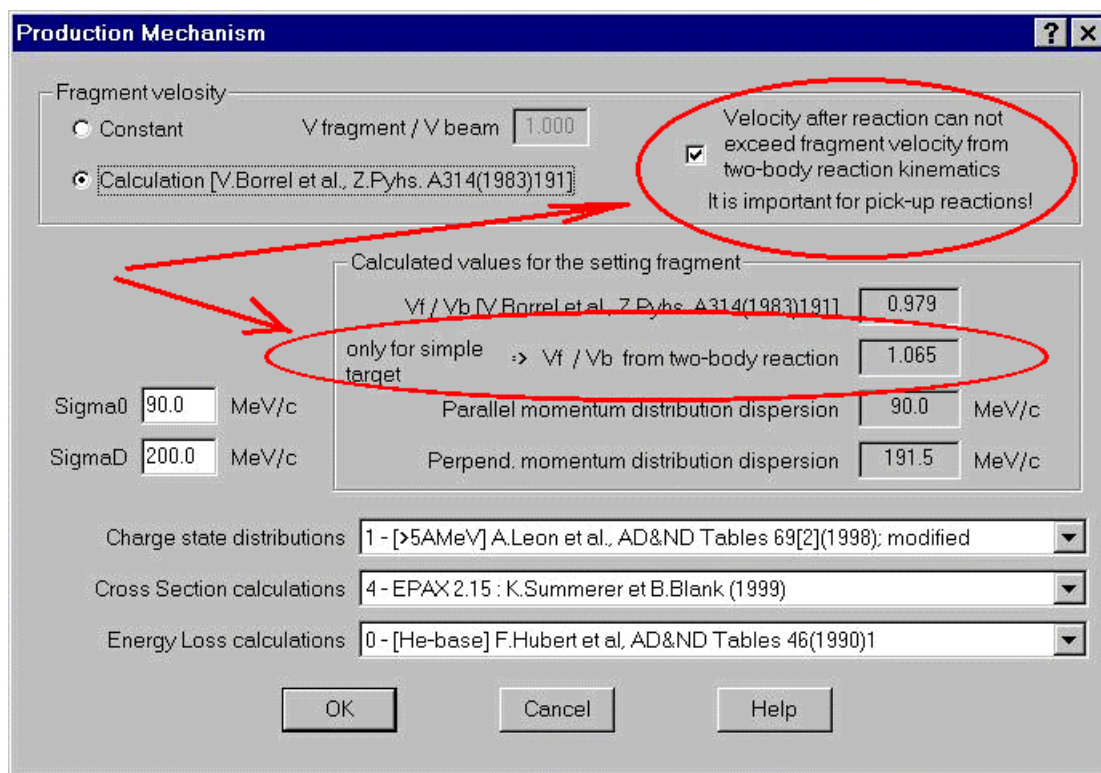 Production Mechanism
Fragment velosity
Constant
V fragment / V beam
1.000
Calculation [V.Borrel et al., Z.Pyhs. A314(1983)191]
Velocity after reaction can not
exceed fragment velocity from
two-body reaction kinematics
It is important for pick-up reactions!
Calculated values for the setting fragment
Vf / Vb [V.Borrel et al., Z.Pyhs. A314(1983)191]
0.979
only for simple
target
=> Vf / Vb from two-body reaction
1.065
Sigma0 90.0 MeV/c
Parallel momentum distribution dispersion
90.0 MeV/c
SigmaD 200.0 MeV/c
Perpend. momentum distribution dispersion
191.5 MeV/c
Charge state distributions
1 - [>5AMeV] A.Leon et al., AD&ND Tables 69[2](1998); modified
Cross Section calculations
4 - EPAX 2.15 : K.Summerer et B.Blank (1999)
Energy Loss calculations
0 - [He-base] F.Hubert et al, AD&ND Tables 46(1990)1
OK
Cancel
Help